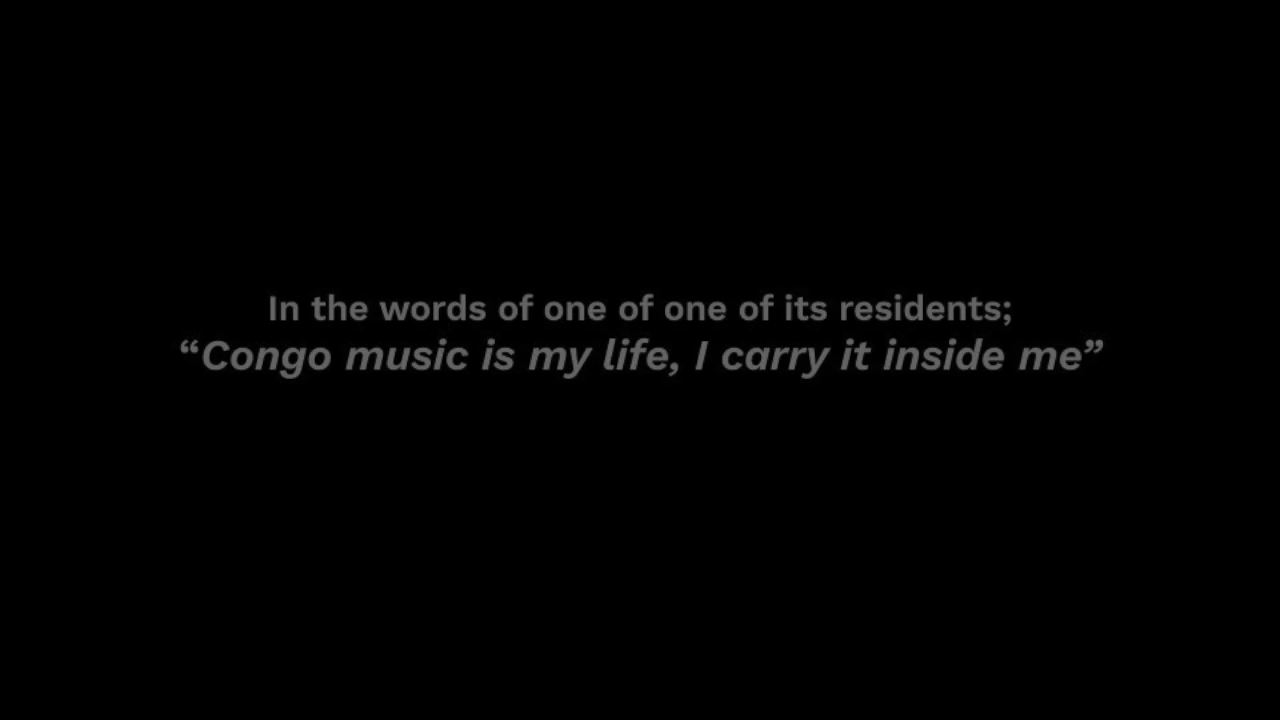 In the words of one of one of its residents;
“Congo music is my life, I carry it inside me”